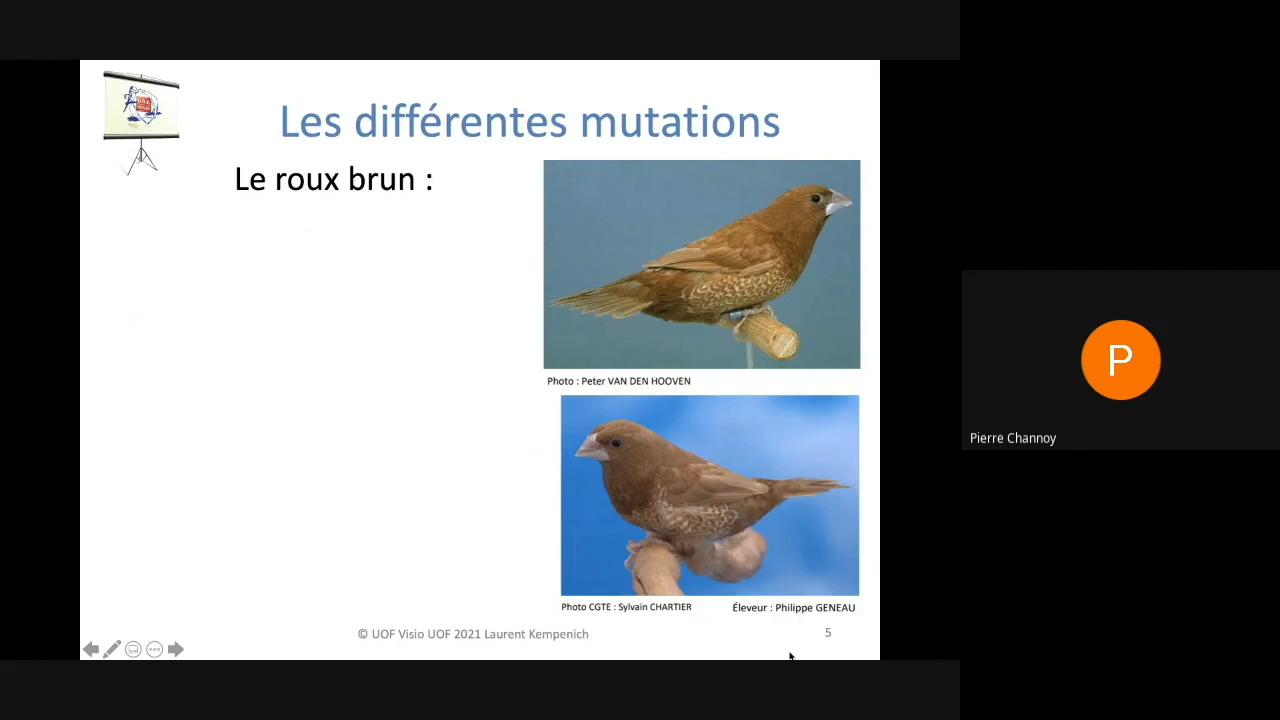 Les différentes mutations
Le roux brun :
Photo : Peter VAN DEN HOOVEN
Photo CGTE : Sylvain CHARTIER
Éleveur : Philippe GENEAU
© UOF Visio UOF 2021 Laurent Kempenich
5
P
Pierre Channoy